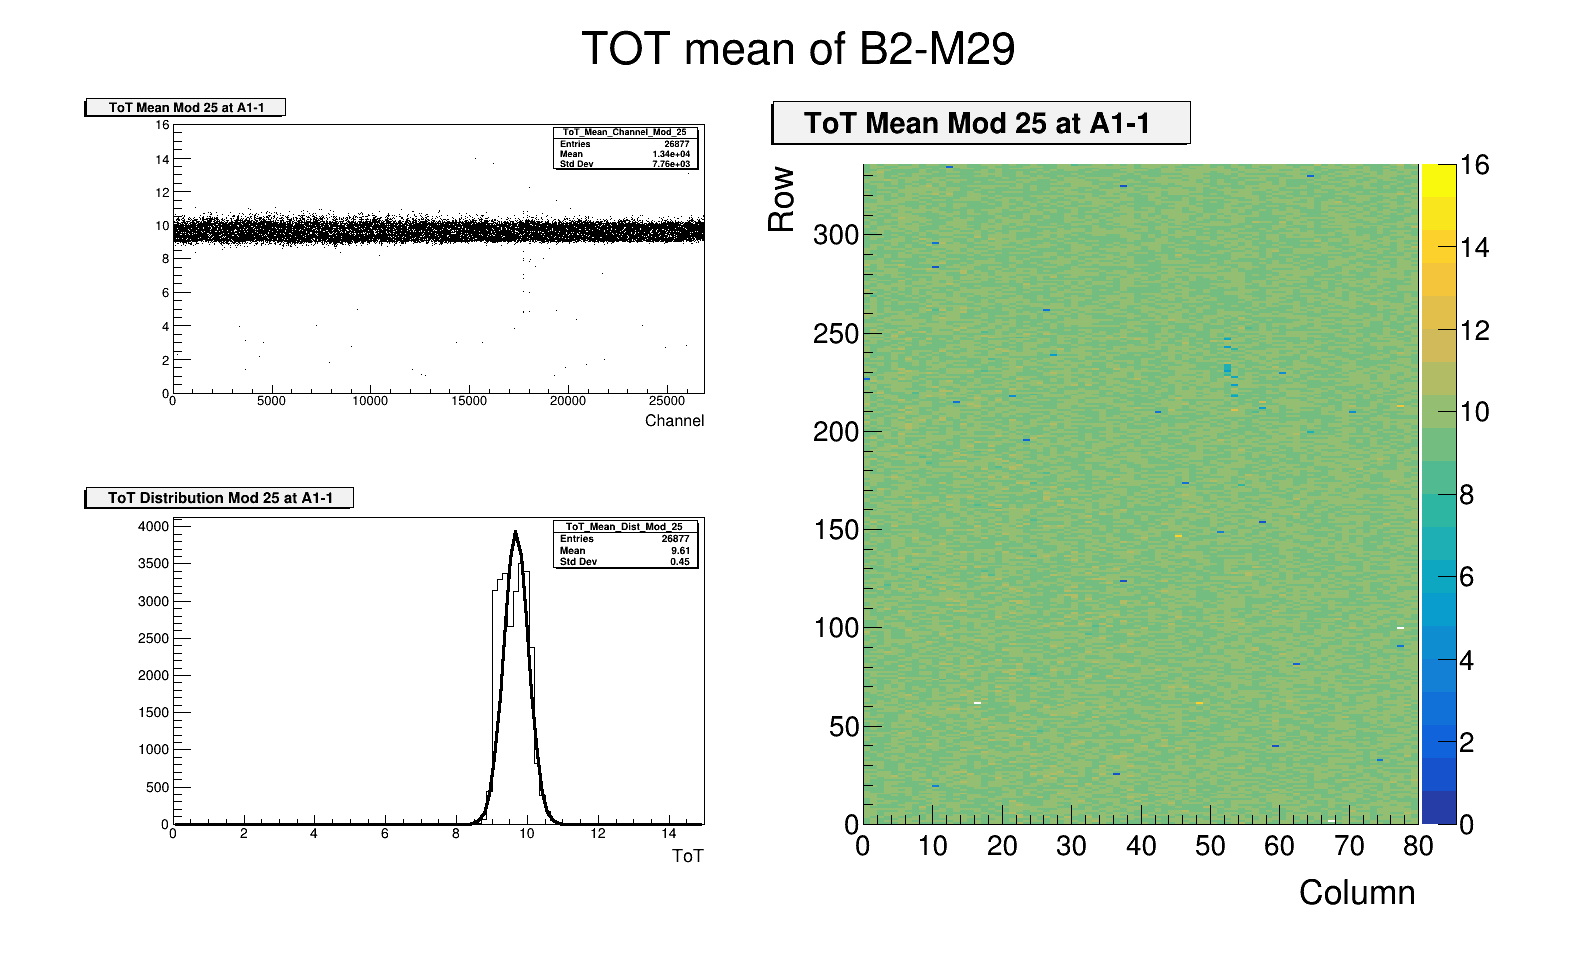 TOT mean of B2-M29
ToT Mean Mod 25 at A1-1
ToT_Mean_Channel_Mod_25
Entries 26877
Mean 1.34e+04
Std Dev 7.76e+03
16
14
12
10
8
6
4
2
0
0 5000 10000 15000 20000 25000
Channel
ToT Distribution Mod 25 at A1-1
ToT_Mean_Dist_Mod_25
Entries 26877
Mean 9.61
Std Dev 0.45
4000
3500
3000
2500
2000
1500
1000
500
0
0 2 4 6 8 10 12 14
ToT
ToT Mean Mod 25 at A1-1
Row
300
250
200
150
100
50
0
0 10 20 30 40 50 60 70 80
Column
16
14
12
10
8
6
4
2
0